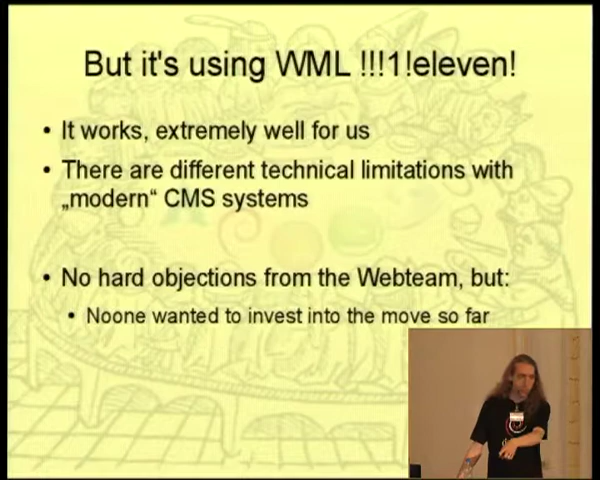 But it's using WML !!!1!eleven!
• It works, extremely well for us
• There are different technical limitations with
„modern“ CMS systems
• No hard objections from the Webteam, but:
• Noone wanted to invest into the move so far